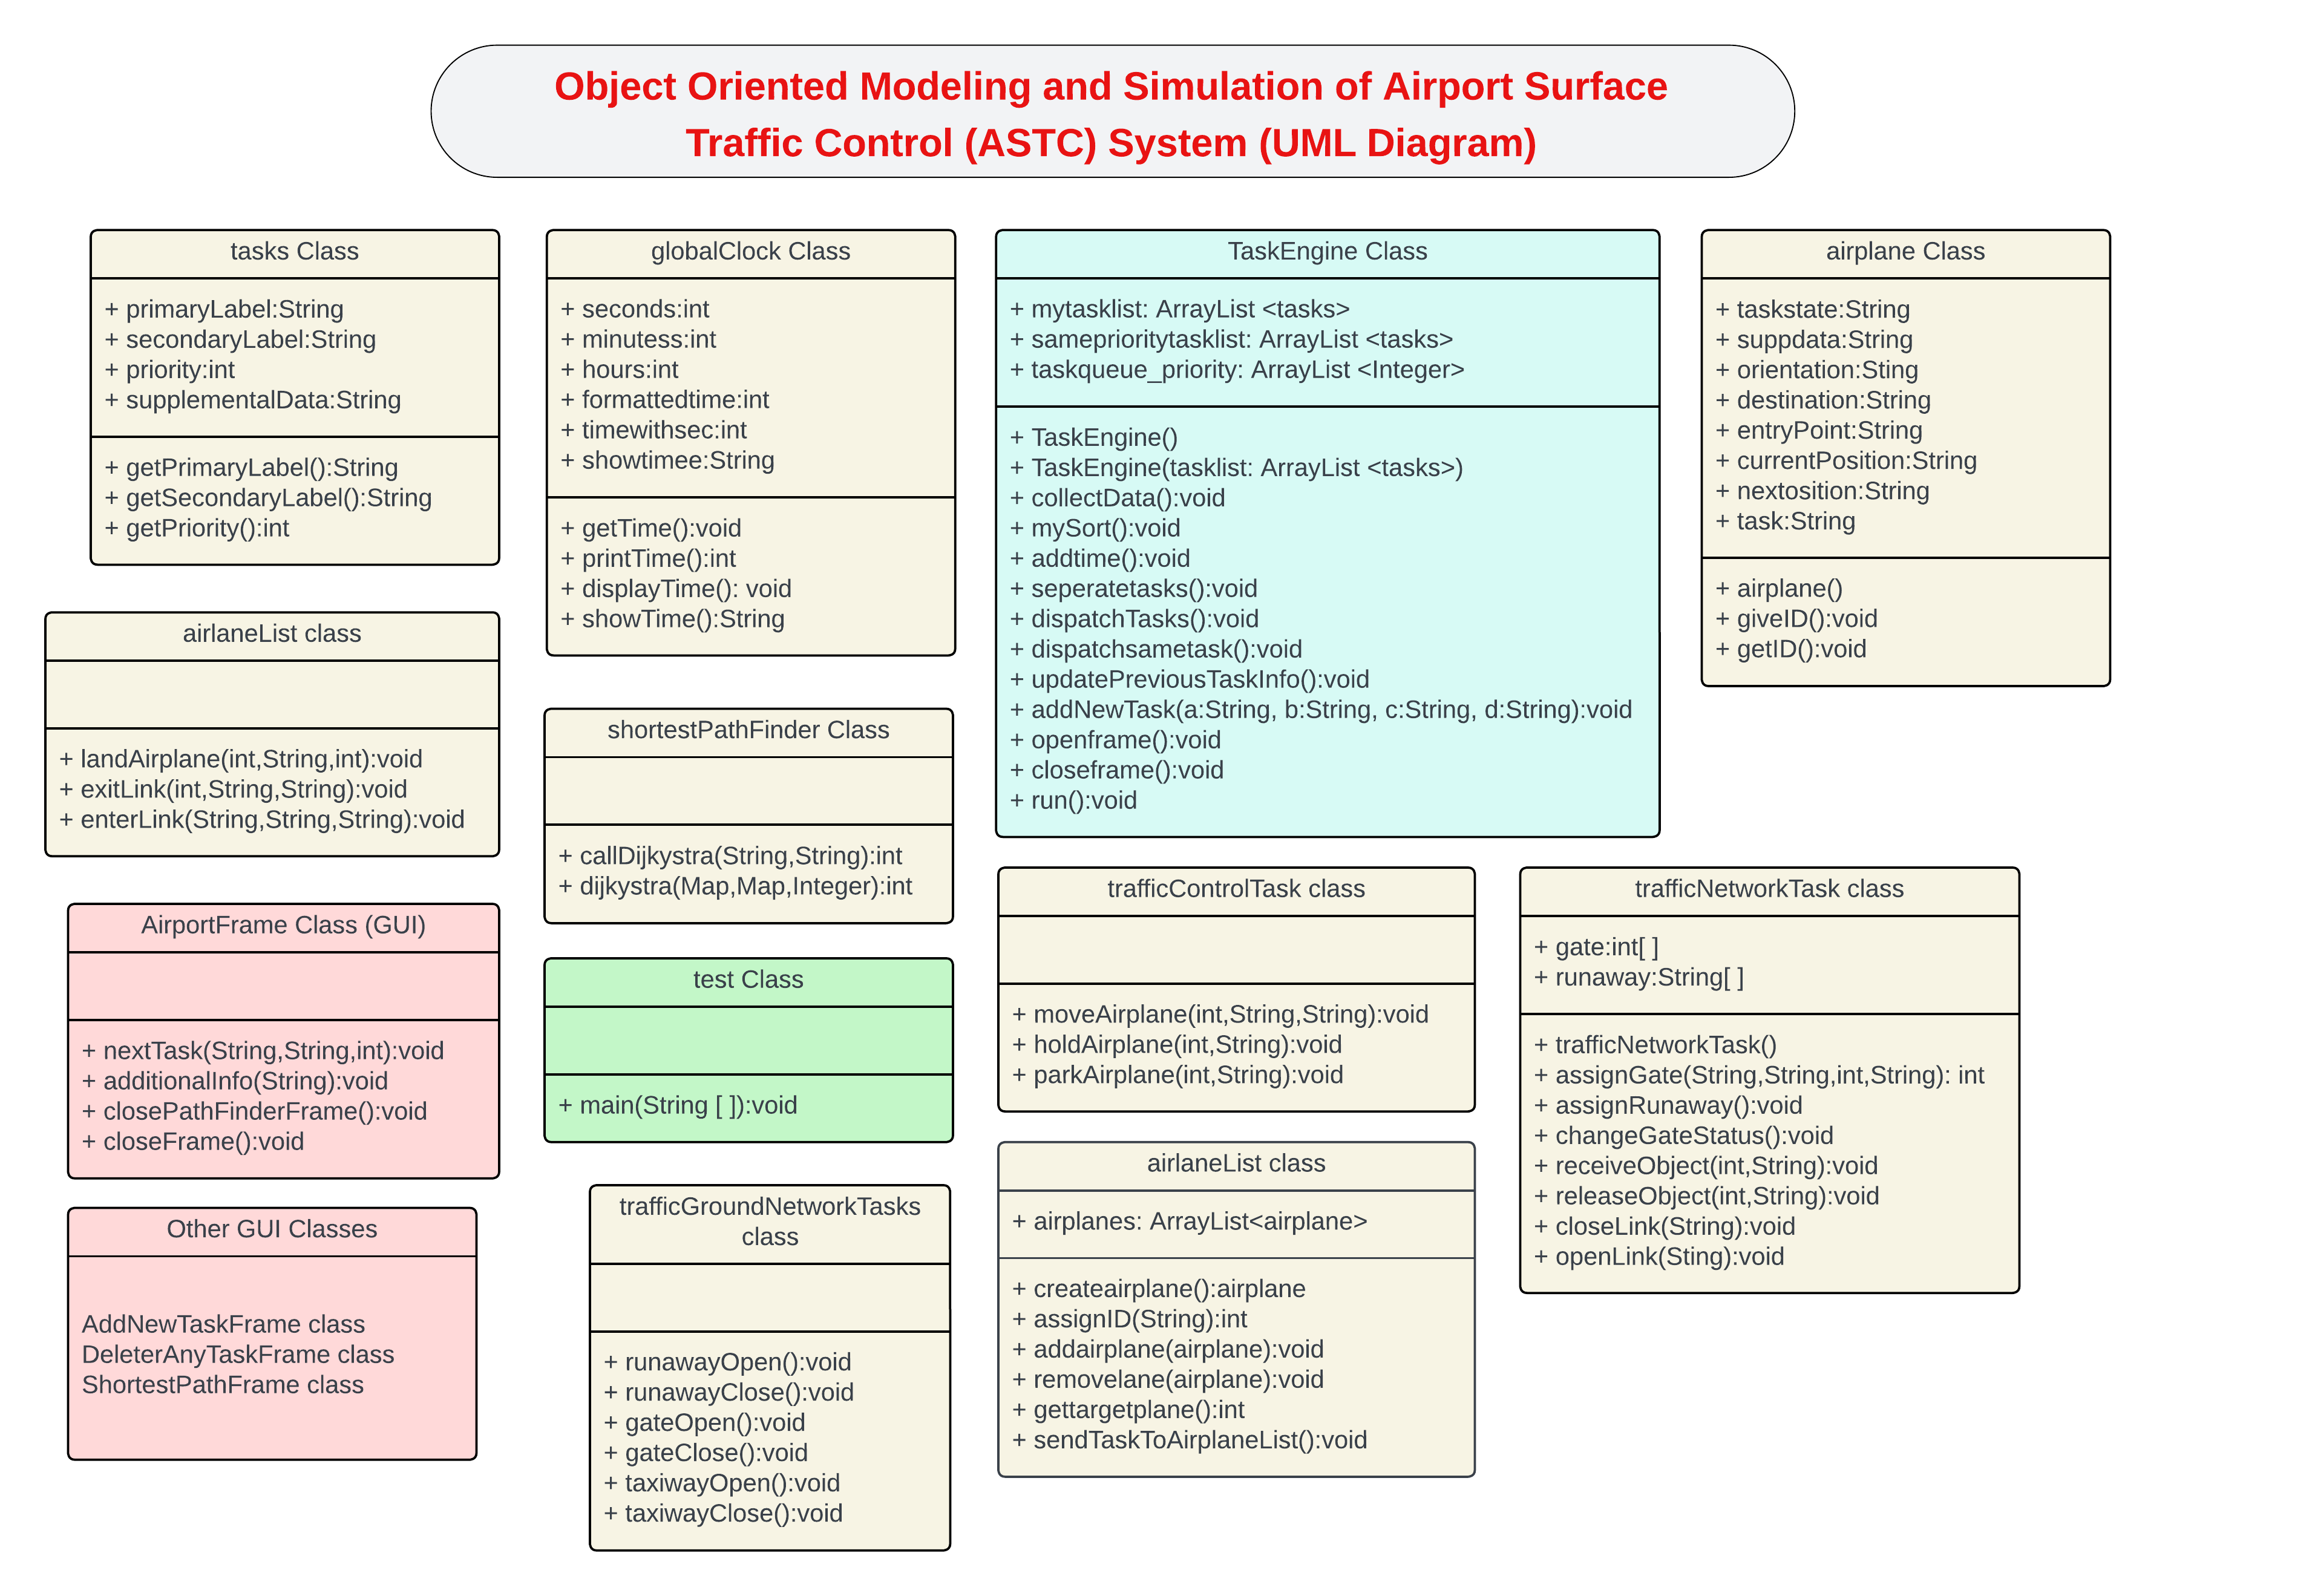 Object Oriented Modeling and Simulation of Airport Surface
Traffic Control (ASTC) System (UML Diagram)
tasks Class
+ primaryLabel:String
+ secondaryLabel:String
+ priority:int
+ supplementalData:String
+ getPrimaryLabel():String
+ getSecondaryLabel():String
+ getPriority():int
globalClock Class
+ seconds:int
+ minutess:int
+ hours:int
+ formattedtime:int
+ timewithsec:int
+ showtimee:String
+ getTime():void
+ printTime():int
+ displayTime(): void
+ showTime():String
TaskEngine Class
+ mytasklist: ArrayList <tasks>
+ sameprioritytasklist: ArrayList <tasks>
+ taskqueue_priority: ArrayList <Integer>
+ TaskEngine()
+ TaskEngine(tasklist: ArrayList <tasks>)
+ collectData():void
+ mySort():void
+ addtime():void
+ seperatetasks():void
+ dispatchTasks():void
+ dispatchsametask():void
+ updatePreviousTaskInfo():void
+ addNewTask(a:String, b:String, c:String, d:String):void
+ openframe():void
+ closeframe():void
+ run():void
airplane Class
+ taskstate:String
+ suppdata:String
+ orientation:Sting
+ destination:String
+ entryPoint:String
+ currentPosition:String
+ nextosition:String
+ task:String
+ airplane()
+ giveID():void
+ getID():void
airlaneList class
+ landAirplane(int,String,int):void
+ exitLink(int,String,String):void
+ enterLink(String,String,String):void
shortestPathFinder Class
+ callDijkystra(String,String):int
+ dijkystra(Map,Map,Integer):int
trafficControlTask class
+ moveAirplane(int,String,String):void
+ holdAirplane(int,String):void
+ parkAirplane(int,String):void
trafficNetworkTask class
+ gate:int[ ]
+ runaway:String[ ]
+ trafficNetworkTask()
+ assignGate(String,String,int,String): int
+ assignRunaway():void
+ changeGateStatus():void
+ receiveObject(int,String):void
+ releaseObject(int,String):void
+ closeLink(String):void
+ openLink(Sting):void
AirportFrame Class (GUI)
+ nextTask(String,String,int):void
+ additionalInfo(String):void
+ closePathFinderFrame():void
+ closeFrame():void
test Class
+ main(String [ ]):void
airlaneList class
+ airplanes: ArrayList<airplane>
+ createairplane():airplane
+ assignID(String):int
+ addairplane(airplane):void
+ removelane(airplane):void
+ gettargetplane():int
+ sendTaskToAirplaneList():void
Other GUI Classes
AddNewTaskFrame class
DeleterAnyTaskFrame class
ShortestPathFrame class
trafficGroundNetworkTasks
class
+ runawayOpen():void
+ runawayClose():void
+ gateOpen():void
+ gateClose():void
+ taxiwayOpen():void
+ taxiwayClose():void